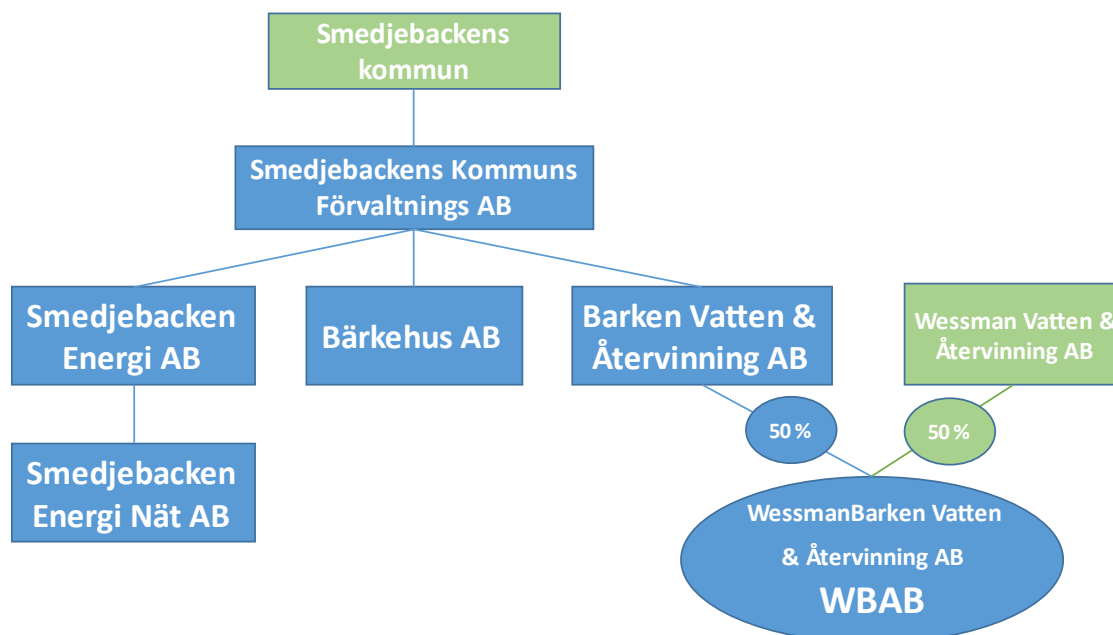 Smedjebackens
kommun
Smedjebackens Kommuns
Förvaltnings AB
Smedjebacken
Energi AB
Bärkehus AB
Barken Vatten &
Återvinning AB
Wessman Vatten &
Återvinning AB
50 %
50 %
Smedjebacken
Energi Nät AB
WessmanBarken Vatten
& Återvinning AB
WBAB